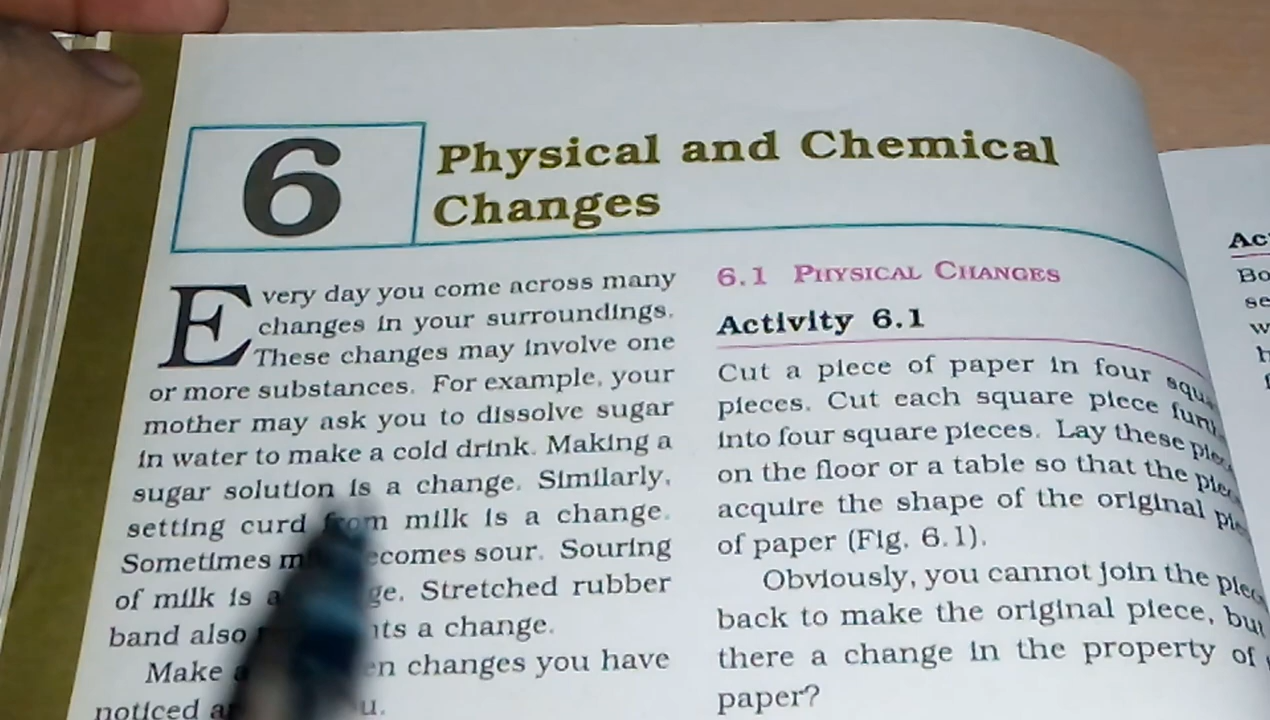 6
Physical and Chemical
Changes
Every day you come across many
changes in your surroundings.
These changes may involve one
or more substances. For example, your
mother may ask you to dissolve sugar
in water to make a cold drink. Making a
sugar solution is a change. Similarly,
setting curd from milk is a change.
Sometimes becomes sour. Souring
of milk is a Stretched rubber
band also a change.
Make changes you have
noticed
6.1 PHYSICAL CHANGES
Activity 6.1
Cut a piece of paper in four
pieces. Cut each square piece
into four square pieces. Lay these
on the floor or a table so that the
acquire the shape of the original
of paper (Fig. 6.1).
Obviously, you cannot join the
back to make the original piece, but
there a change in the property of
paper?